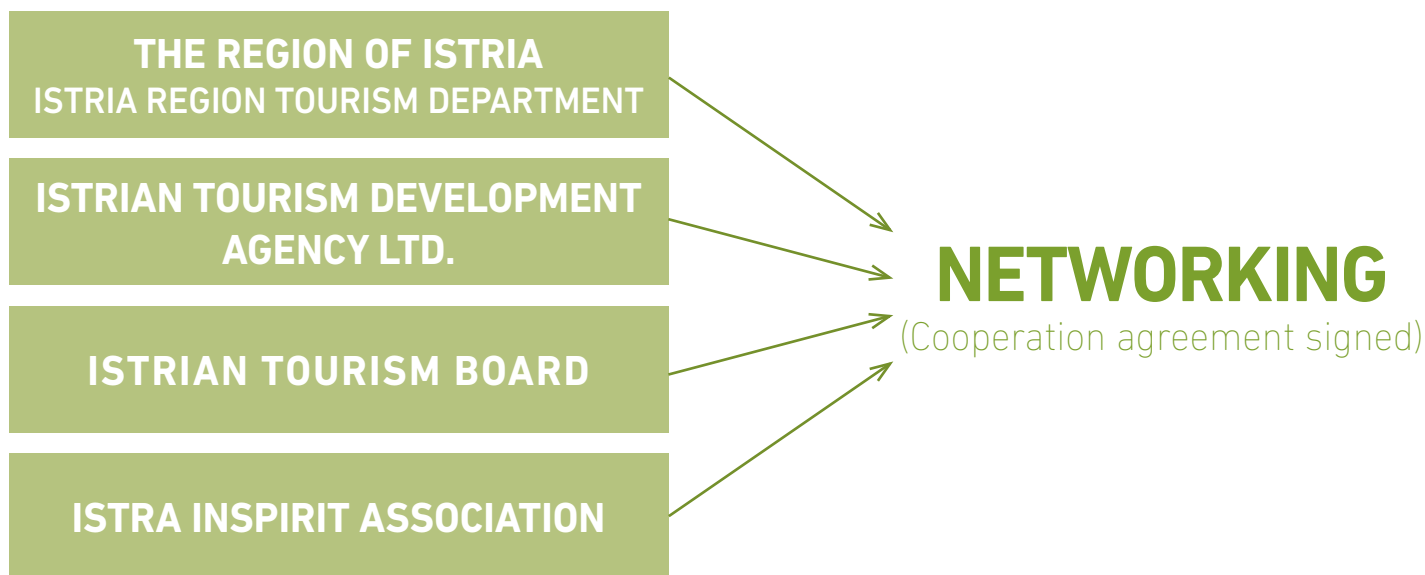 THE REGION OF ISTRIA
ISTRIA REGION TOURISM DEPARTMENT
ISTRIAN TOURISM DEVELOPMENT
AGENCY LTD.
ISTRIAN TOURISM BOARD
ISTRA INSPIRIT ASSOCIATION
NETWORKING
(Cooperation agreement signed)